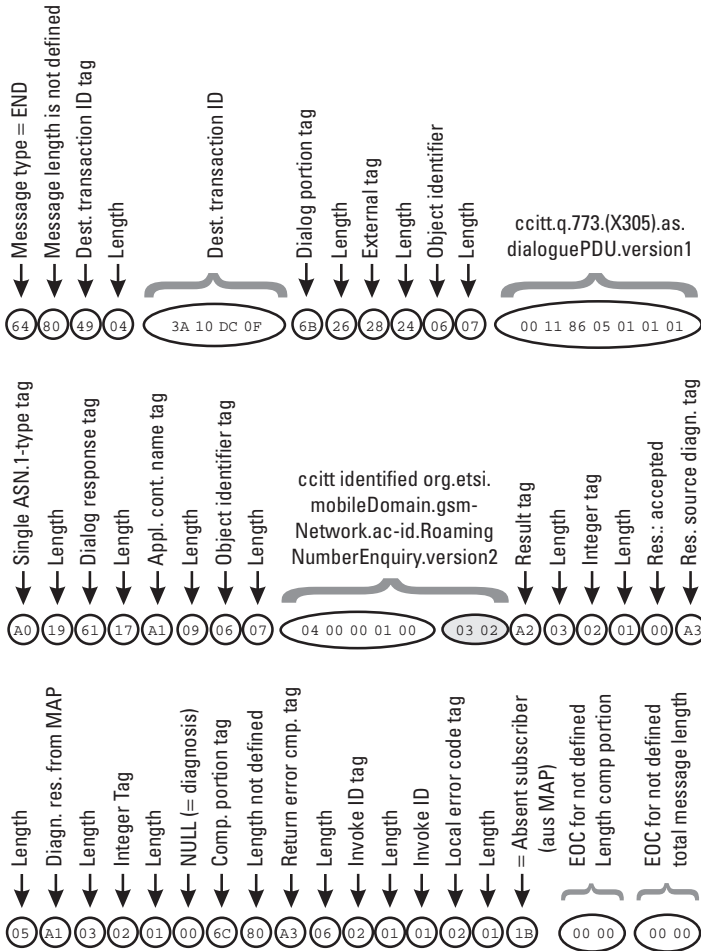 Message type = END
Message length is not defined
Dest. transaction ID tag
Length
Dest. transaction ID
Dialog portion tag
Length
External tag
Length
Object identifier
Length
ccitt.q.773.(X305).as.
dialoguePDU.version1
64 80 49 04 3A 10 DC 0F 6B 26 28 24 06 07 00 11 86 05 01 01 01
Single ASN.1-type tag
Length
Dialog response tag
Length
Appl. cont. name tag
Length
Object identifier tag
Length
ccitt identified org.etsi.
mobileDomain.gsm-
Network.ac-id.Roaming
NumberEnquiry.version2
Result tag
Length
Integer tag
Length
Res.: accepted
Res. source diagn. tag
A0 19 61 17 A1 09 06 07 04 00 00 01 00 03 02 A2 03 02 01 00 A3
Length
Diagn. res. from MAP
Length
Integer Tag
Length
NULL (= diagnosis)
Comp. portion tag
Length not defined
Return error cmp. tag
Length
Invoke ID tag
Length
Invoke ID
Local error code tag
Length
= Absent subscriber
(aus MAP)
EOC for not defined
Length comp portion
EOC for not defined
total message length
05 A1 03 02 01 00 6C 80 A3 06 02 01 01 02 01 1B 00 00 00 00